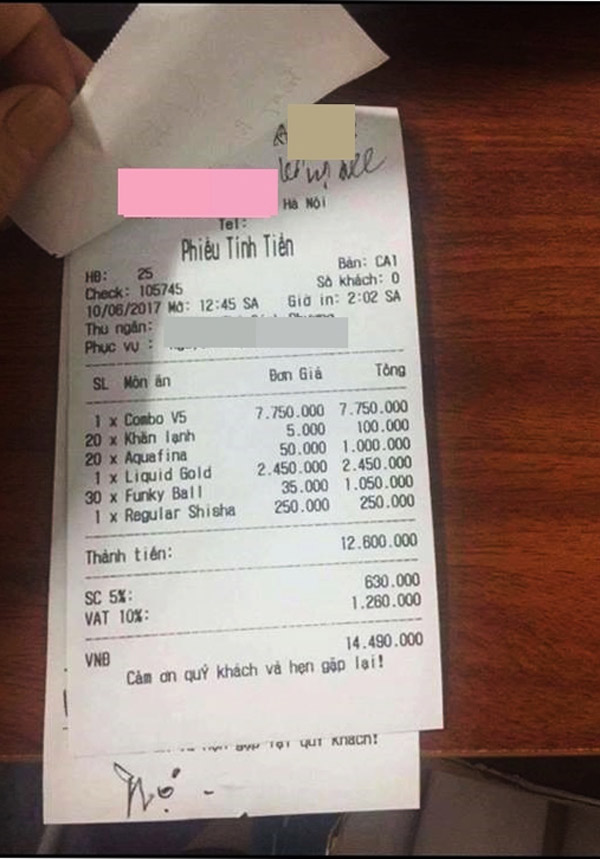 Hà Nội
Tel:
Phiếu Tính Tiền
HĐ: 25 Bàn: CA1
Check: 105745 Số khách: 0
10/06/2017 Mở: 12:45 SA Giờ in: 2:02 SA
Thu ngân:
Phục vụ :
SL Món ăn Đơn Giá Tổng
1 x Combo V5 7.750.000 7.750.000
20 x Khăn lạnh 5.000 100.000
20 x Aquafina 50.000 1.000.000
1 x Liquid Gold 2.450.000 2.450.000
30 x Funky Ball 35.000 1.050.000
1 x Regular Shisha 250.000 250.000
Thành tiền: 12.600.000
SC 5%: 630.000
VAT 10%: 1.260.000
VNĐ 14.490.000
Cảm ơn quý khách và hẹn gặp lại!